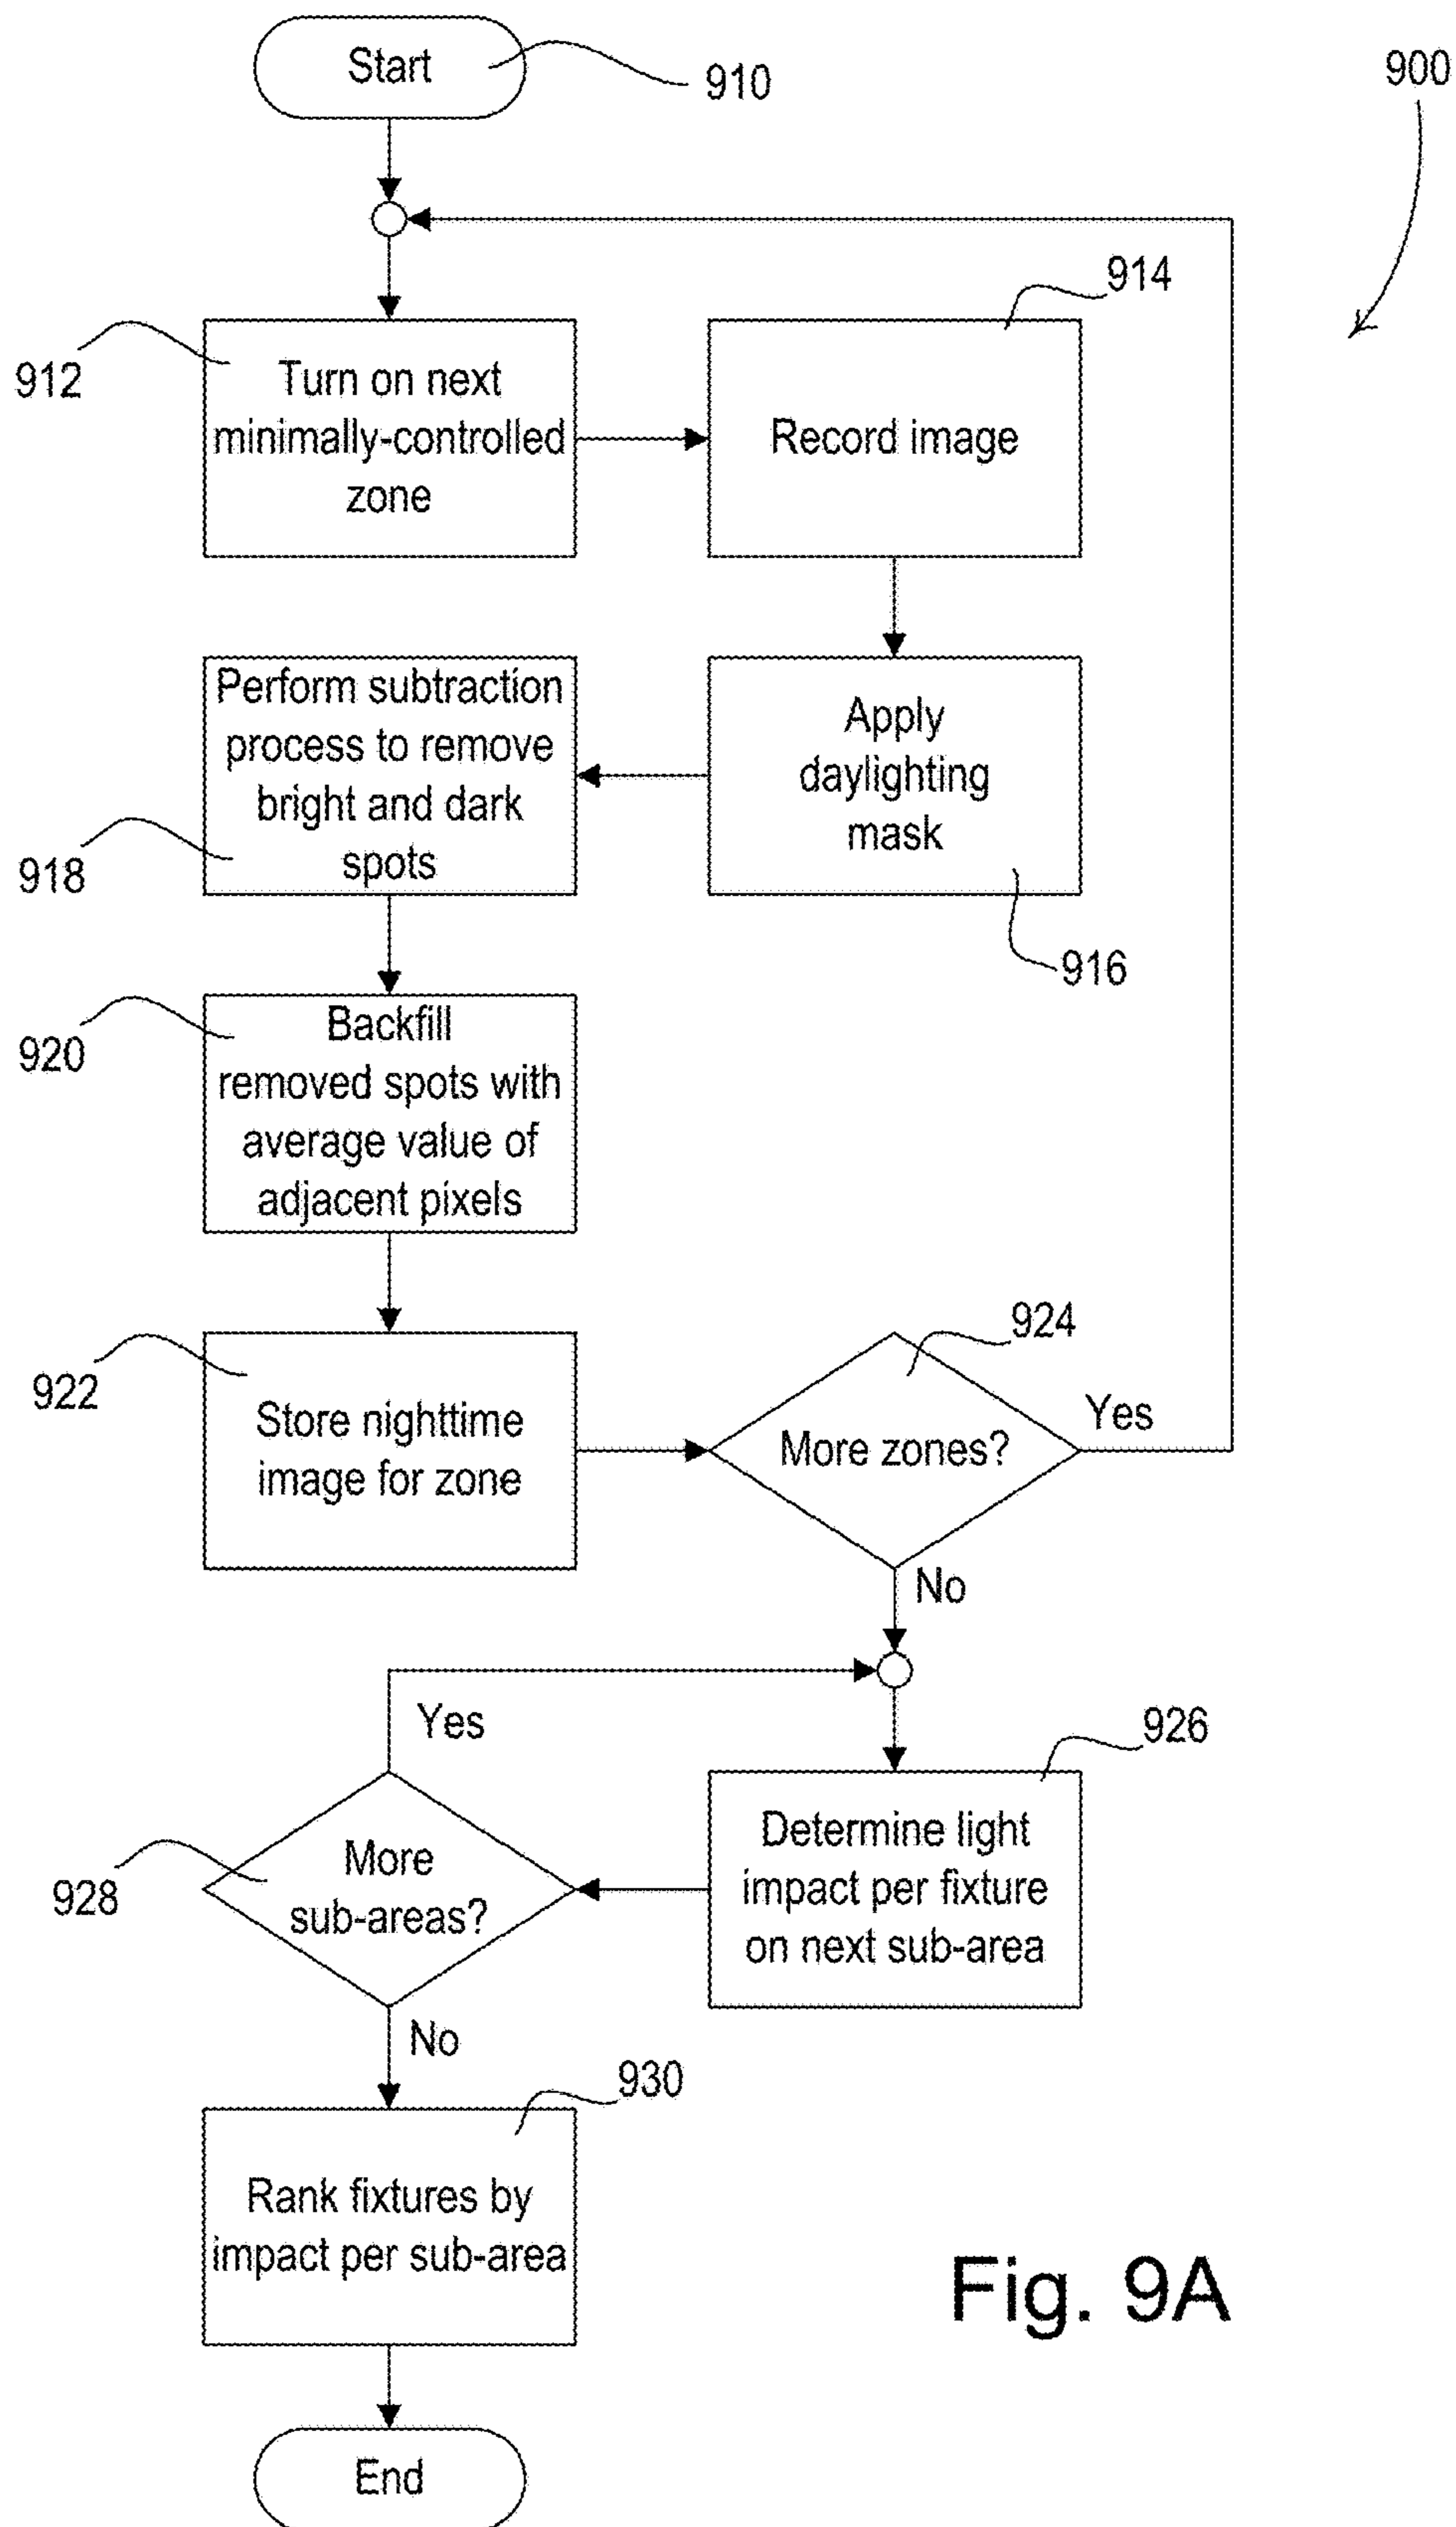 Start
910
900
914
912
Turn on next
minimally-controlled
zone
Record image
Perform subtraction
process to remove
bright and dark
spots
918
Apply
daylighting
mask
916
920
Backfill
removed spots with
average value of
adjacent pixels
924
922
Store nighttime
image for zone
More zones?
Yes
No
Yes
926
928
More
sub-areas?
Determine light
impact per fixture
on next sub-area
No
930
Rank fixtures by
impact per sub-area
Fig. 9A
End